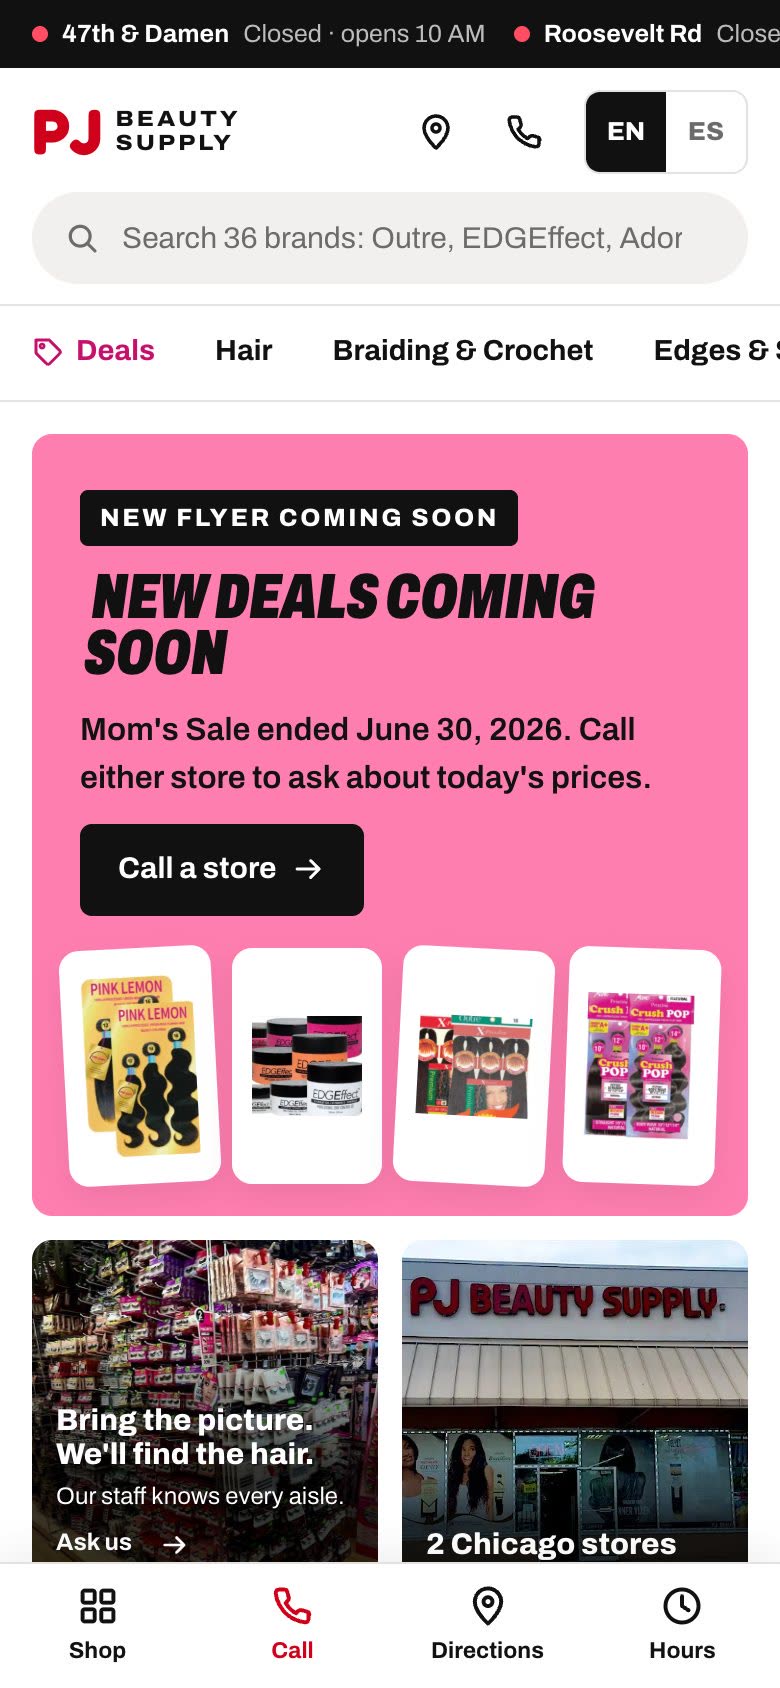 47th & Damen Closed · opens 10 AM Roosevelt Rd Close
PJ BEAUTY
SUPPLY
EN ES
Search 36 brands: Outre, EDGEffect, Ador
Deals Hair Braiding & Crochet Edges & S
NEW FLYER COMING SOON
NEW DEALS COMING
SOON
Mom's Sale ended June 30, 2026. Call
either store to ask about today's prices.
Call a store
PINK LEMON
PINK LEMON
EDGEffect
EDGEffect
Outre
X
Crush
Crush POP
Crush
POP
POP
PJ BEAUTY SUPPLY
Bring the picture.
We'll find the hair.
Our staff knows every aisle.
Ask us
2 Chicago stores
Shop Call Directions Hours